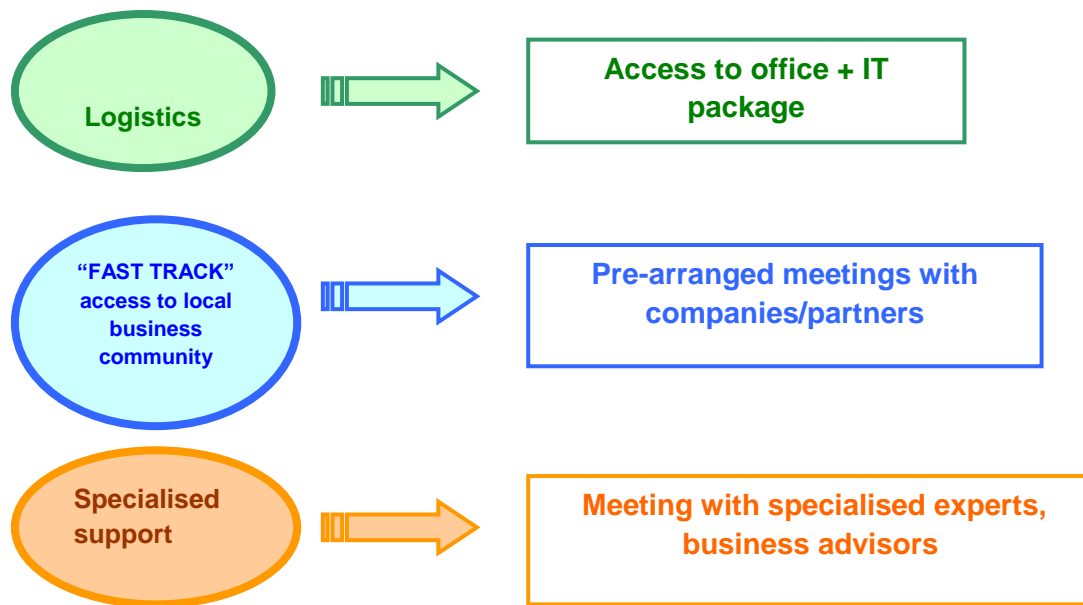 Logistics
Access to office + IT
package
“FAST TRACK”
access to local
business
community
Pre-arranged meetings with
companies/partners
Specialised
support
Meeting with specialised experts,
business advisors